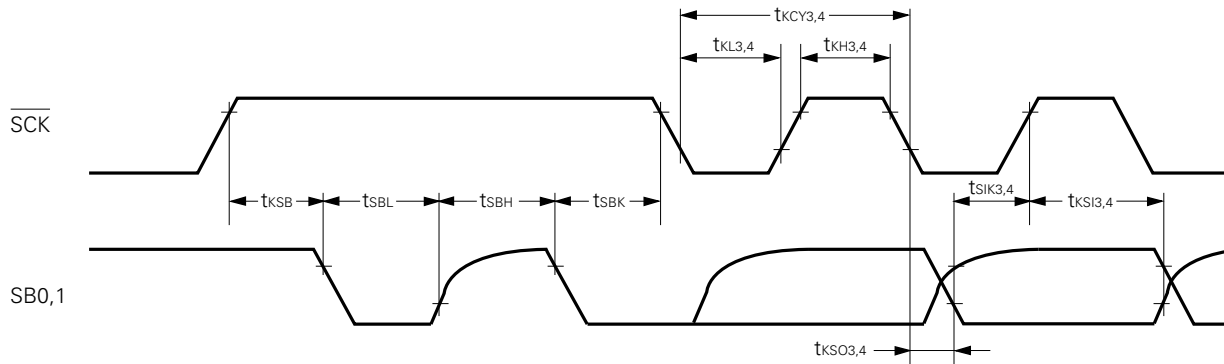 tKCY3,4
tKL3,4 tKH3,4
SCK
tSIK3,4
tKSB tSBL tSBH tSBK tKSI3,4
SB0,1
tKSO3,4